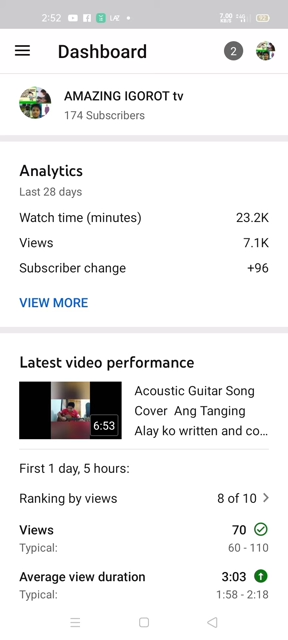 2:52
7.00
Dashboard
2
AMAZING IGOROT tv
174 Subscribers
Analytics
Last 28 days
Watch time (minutes) 23.2K
Views 7.1K
Subscriber change +96
VIEW MORE
Latest video performance
6:53
Acoustic Guitar Song
Cover Ang Tanging
Alay ko written and co...
First 1 day, 5 hours:
Ranking by views 8 of 10
Views 70
Typical: 60 - 110
Average view duration 3:03
Typical: 1:58 - 2:18